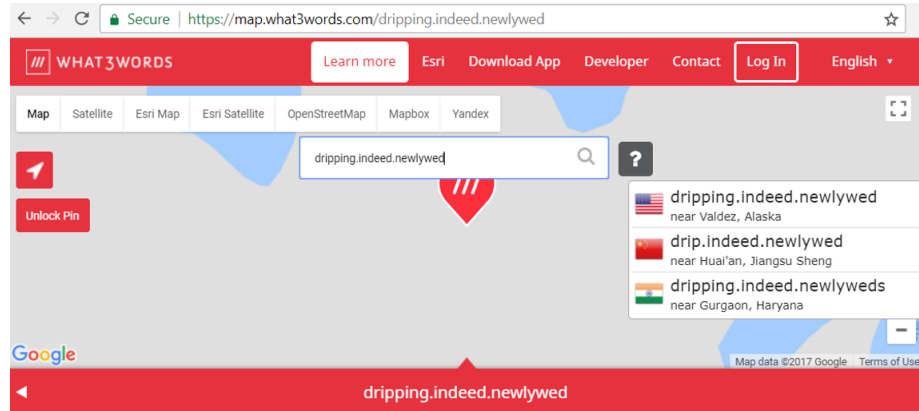 Secure | https://map.what3words.com/dripping.indeed.newlywed
/// WHAT3WORDS Learn more Esri Download App Developer Contact Log In English
Map Satellite Esri Map Esri Satellite OpenStreetMap Mapbox Yandex
dripping.indeed.newlywed ?
///
Unlock Pin
dripping.indeed.newlywed
near Valdez, Alaska
drip.indeed.newlywed
near Huai'an, Jiangsu Sheng
dripping.indeed.newlyweds
near Gurgaon, Haryana
Google
Map data ©2017 Google Terms of Use
dripping.indeed.newlywed